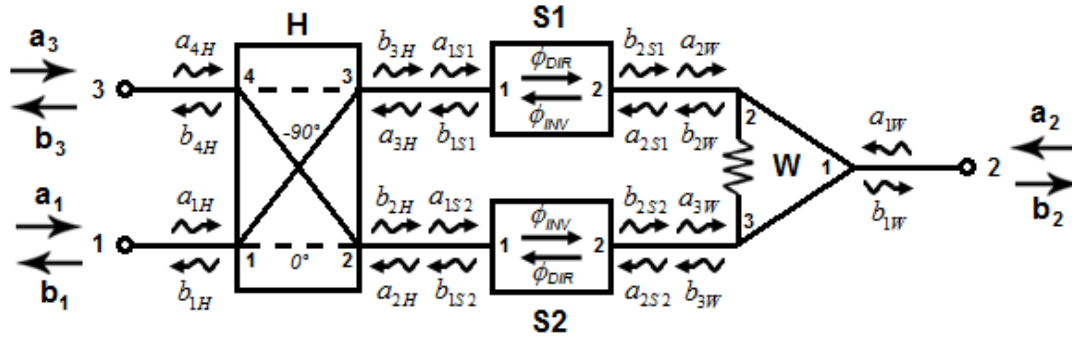 S1
H
a₃
a₄H b₃H a₁S1 ϕDIR b₂S1 a₂W
3 4 3 1 2 2
b₃ b₄H a₃H b₁S1 ϕINV a₂S1 b₂W
-90°
W 1 a₁W a₂
2
b₁W b₂
a₁ a₁H b₂H a₁S2 ϕINV b₂S2 a₃W
1 1 0° 2 1 2 3
b₁ b₁H a₂H b₁S2 ϕDIR a₂S2 b₃W
S2